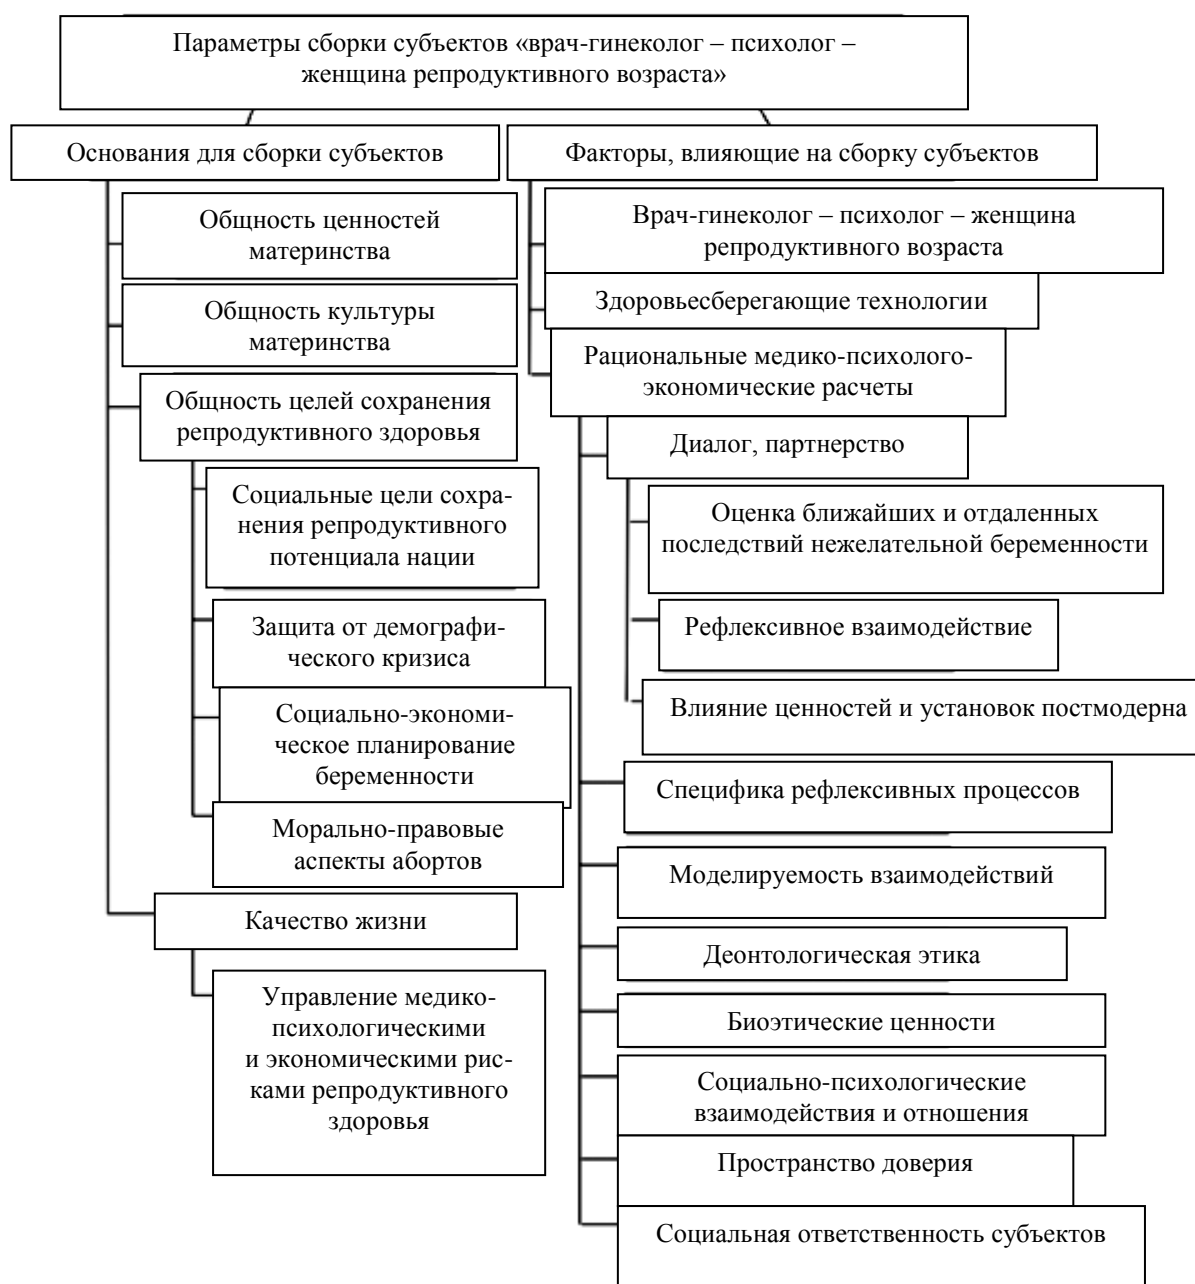 Параметры сборки субъектов «врач-гинеколог – психолог –
женщина репродуктивного возраста»
Основания для сборки субъектов
Общность ценностей
материнства
Общность культуры
материнства
Общность целей сохранения
репродуктивного здоровья
Социальные цели сохра-
нения репродуктивного
потенциала нации
Защита от демографи-
ческого кризиса
Социально-экономи-
ческое планирование
беременности
Морально-правовые
аспекты абортов
Качество жизни
Управление медико-
психологическими
и экономическими рис-
ками репродуктивного
здоровья
Факторы, влияющие на сборку субъектов
Врач-гинеколог – психолог – женщина
репродуктивного возраста
Здоровьесберегающие технологии
Рациональные медико-психолого-
экономические расчеты
Диалог, партнерство
Оценка ближайших и отдаленных
последствий нежелательной беременности
Рефлексивное взаимодействие
Влияние ценностей и установок постмодерна
Специфика рефлексивных процессов
Моделируемость взаимодействий
Деонтологическая этика
Биоэтические ценности
Социально-психологические
взаимодействия и отношения
Пространство доверия
Социальная ответственность субъектов